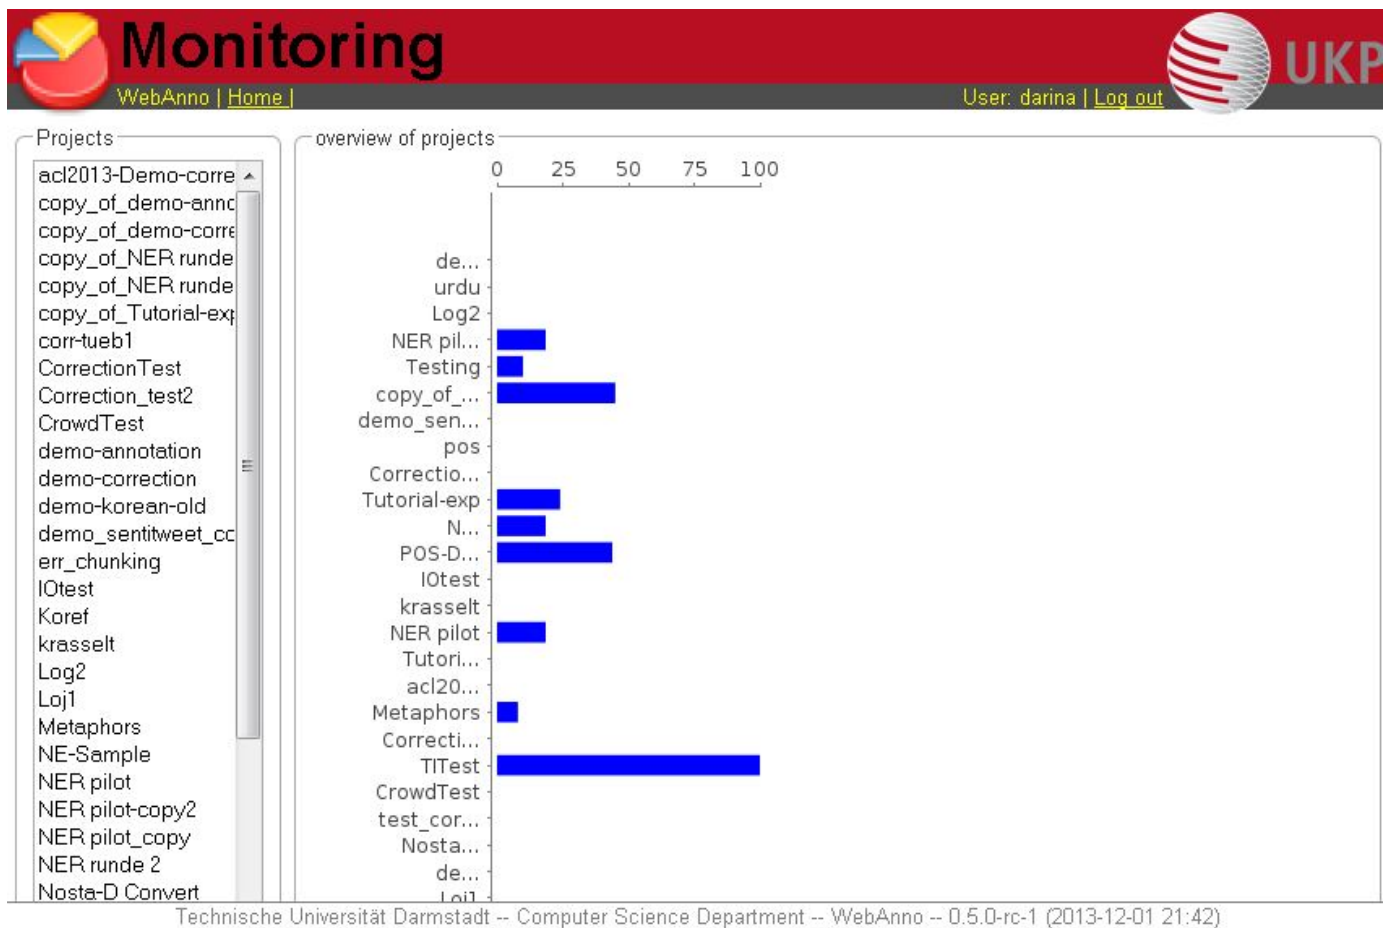 Monitoring
UKP
WebAnno | Home |
User: darina | Log out
Projects
acl2013-Demo-corre
copy_of_demo-annc
copy_of_demo-corre
copy_of_NER runde
copy_of_NER runde
copy_of_Tutorial-exp
corr-tueb1
CorrectionTest
Correction_test2
CrowdTest
demo-annotation
demo-correction
demo-korean-old
demo_sentitweet_cc
err_chunking
IOtest
Koref
krasselt
Log2
Loj1
Metaphors
NE-Sample
NER pilot
NER pilot-copy2
NER pilot_copy
NER runde 2
Nosta-D Convert
overview of projects
0 25 50 75 100
de...
urdu
Log2
NER pil...
Testing
copy_of_...
demo_sen...
pos
Correctio...
Tutorial-exp
N...
POS-D...
IOtest
krasselt
NER pilot
Tutori...
acl20...
Metaphors
Correcti...
TITest
CrowdTest
test_cor...
Nosta...
de...
Loj1
Technische Universität Darmstadt -- Computer Science Department -- WebAnno -- 0.5.0-rc-1 (2013-12-01 21:42)